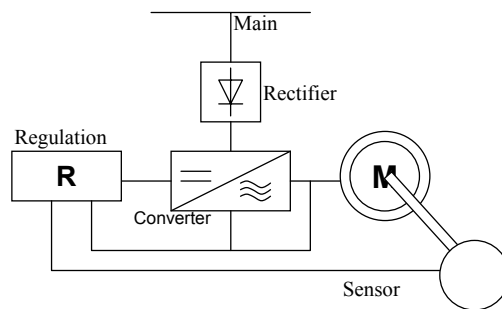 Main
Rectifier
Regulation
R
M
Converter
Sensor